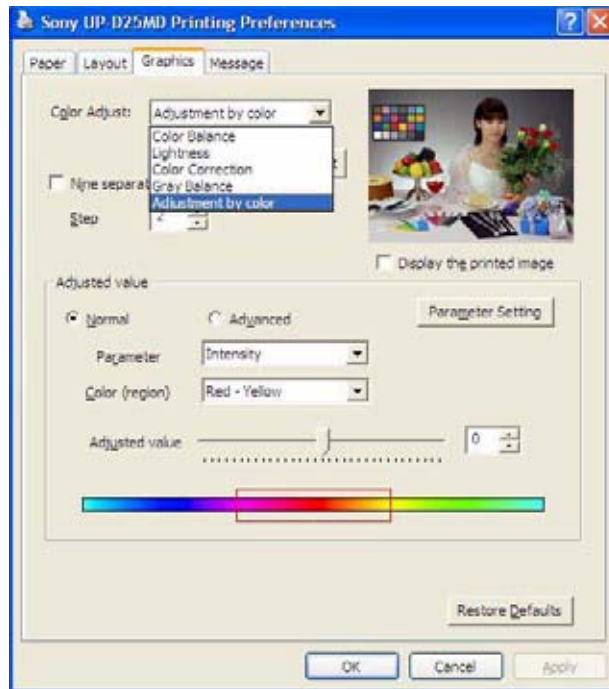 Sony UP-D25MD Printing Preferences
Paper Layout Graphics Message
Color Adjust: Adjustment by color
Color Balance
Lightness
Color Correction
Gray Balance
Adjustment by color
Nine separat
Step 2
Display the printed image
Adjusted value
Normal Advanced Parameter Setting
Parameter Intensity
Color (region) Red - Yellow
Adjusted value 0
Restore Defaults
OK Cancel Apply